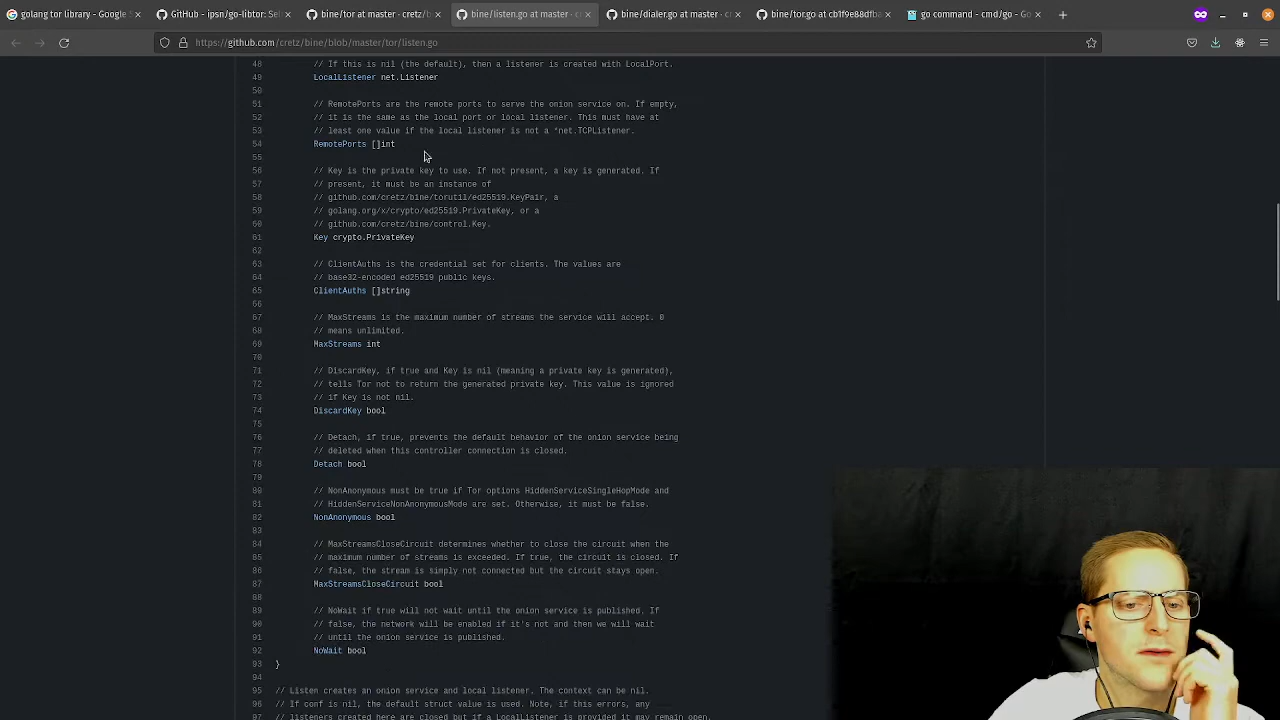 golang tor library - Google S
GitHub - ipsn/go-libtor: Sel
bine/tor at master · cretz/b
bine/listen.go at master · cr
bine/dialer.go at master · cr
bine/tor.go at cb1f9e88dfba
go command - cmd/go - Go
https://github.com/cretz/bine/blob/master/tor/listen.go
48 // If this is nil (the default), then a listener is created with LocalPort.
49 LocalListener net.Listener
50
51 // RemotePorts are the remote ports to serve the onion service on. If empty,
52 // it is the same as the local port or local listener. This must have at
53 // least one value if the local listener is not a *net.TCPListener.
54 RemotePorts []int
55
56 // Key is the private key to use. If not present, a key is generated. If
57 // present, it must be an instance of
58 // github.com/cretz/bine/torutil/ed25519.KeyPair, a
59 // golang.org/x/crypto/ed25519.PrivateKey, or a
60 // github.com/cretz/bine/control.Key.
61 Key crypto.PrivateKey
62
63 // ClientAuths is the credential set for clients. The values are
64 // base32-encoded ed25519 public keys.
65 ClientAuths []string
66
67 // MaxStreams is the maximum number of streams the service will accept. 0
68 // means unlimited.
69 MaxStreams int
70
71 // DiscardKey, if true and Key is nil (meaning a private key is generated),
72 // tells Tor not to return the generated private key. This value is ignored
73 // if Key is not nil.
74 DiscardKey bool
75
76 // Detach, if true, prevents the default behavior of the onion service being
77 // deleted when this controller connection is closed.
78 Detach bool
79
80 // NonAnonymous must be true if Tor options HiddenServiceSingleHopMode and
81 // HiddenServiceNonAnonymousMode are set. Otherwise, it must be false.
82 NonAnonymous bool
83
84 // MaxStreamsCloseCircuit determines whether to close the circuit when the
85 // maximum number of streams is exceeded. If true, the circuit is closed. If
86 // false, the stream is simply not connected but the circuit stays open.
87 MaxStreamsCloseCircuit bool
88
89 // NoWait if true will not wait until the onion service is published. If
90 // false, the network will be enabled if it's not and then we will wait
91 // until the onion service is published.
92 NoWait bool
93 }
94
95 // Listen creates an onion service and local listener. The context can be nil.
96 // If conf is nil, the default struct value is used. Note, if this errors, any
97 // listeners created here are closed but if a LocalListener is provided it may remain open.